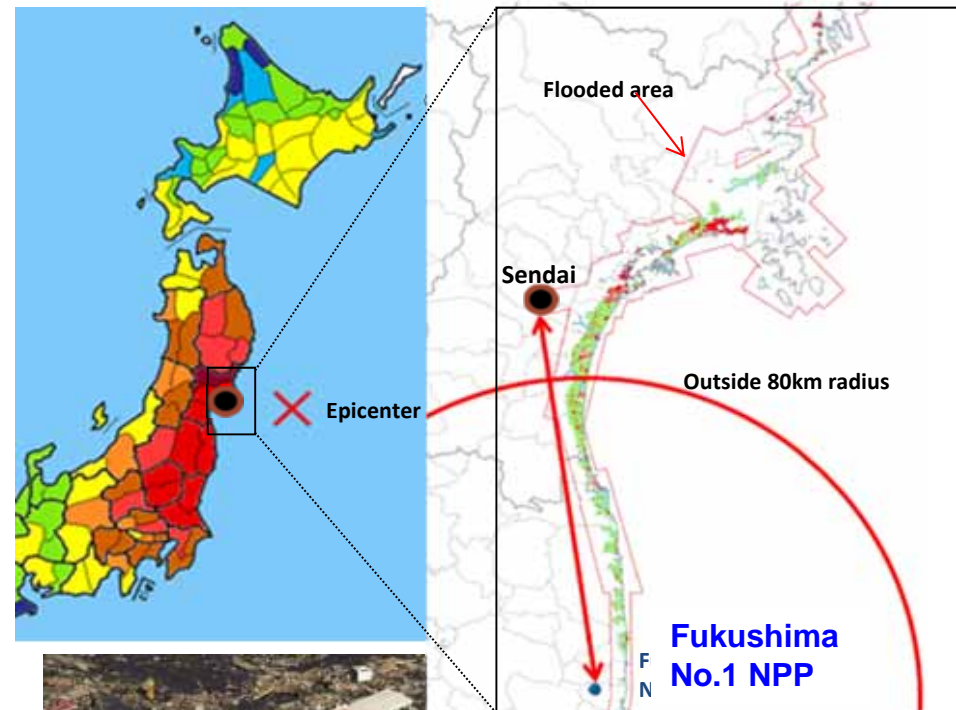 Flooded area
Sendai
Outside 80km radius
Epicenter
Fukushima
No.1 NPP
F
N